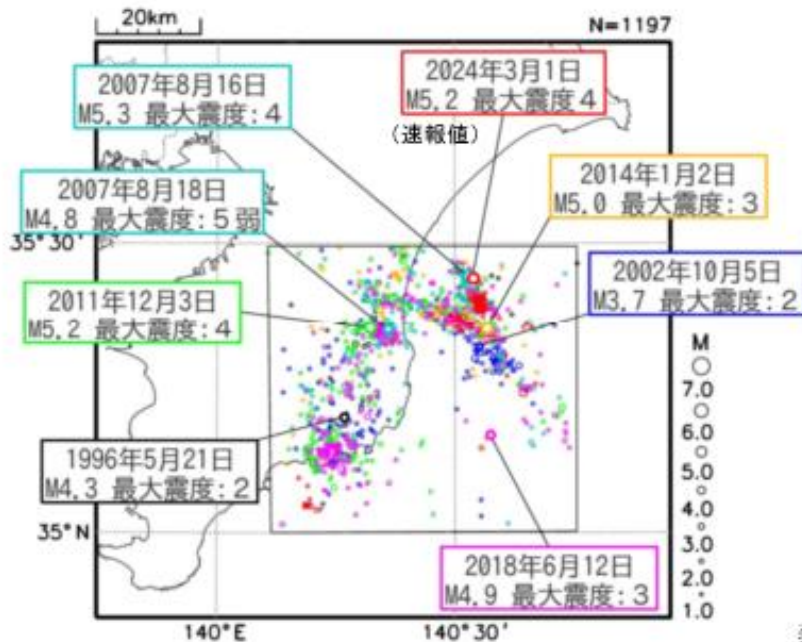 20km
N=1197
2007年8月16日
M5.3 最大震度:4
2024年3月1日
M5.2 最大震度4
(速報値)
2007年8月18日
M4.8 最大震度:5弱
2014年1月2日
M5.0 最大震度:3
35°30'
2011年12月3日
M5.2 最大震度:4
2002年10月5日
M3.7 最大震度:2
M
7.0
6.0
5.0
4.0
3.0
2.0
1.0
1996年5月21日
M4.3 最大震度:2
35°N
2018年6月12日
M4.9 最大震度:3
140°E
140°30'